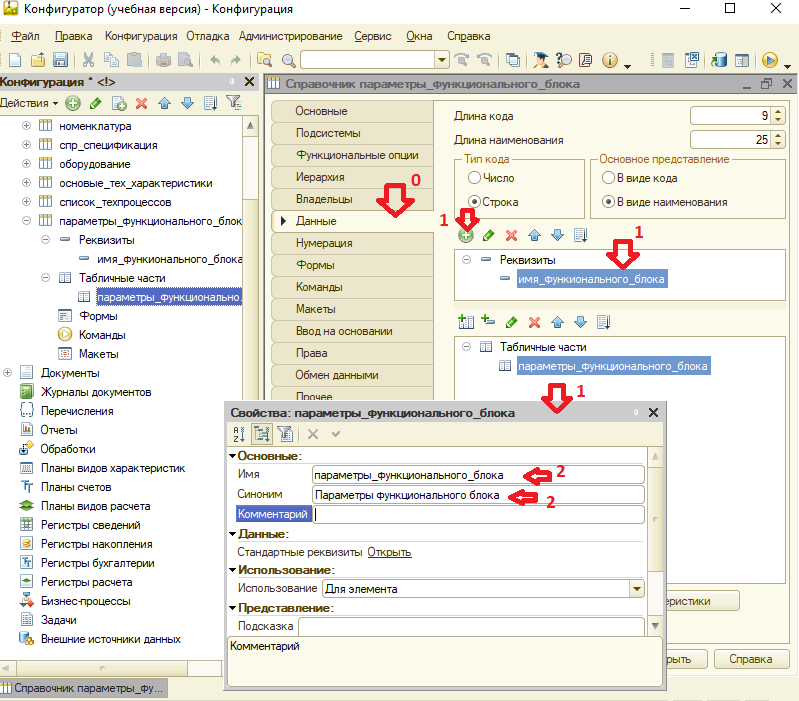 Конфигуратор (учебная версия) - Конфигурация
Файл Правка Конфигурация Отладка Администрирование Сервис Окна Справка
Конфигурация * <!>
Действия
номенклатура
спр_спецификация
оборудование
основые_тех_характеристики
список_техпроцессов
параметры_функционального_блок
Реквизиты
имя_функионального_блока
Табличные части
параметры_функционально...
Формы
Команды
Макеты
Документы
Журналы документов
Перечисления
Отчеты
Обработки
Планы видов характеристик
Планы счетов
Планы видов расчета
Регистры сведений
Регистры накопления
Регистры бухгалтерии
Регистры расчета
Бизнес-процессы
Задачи
Внешние источники данных
Справочник параметры_фу...
Справочник параметры_функционального_блока
Основные
Подсистемы
Функциональные опции
Иерархия
Владельцы
Данные
Нумерация
Формы
Команды
Макеты
Ввод на основании
Права
Обмен данными
Прочее
0
Длина кода 9
Длина наименования 25
Тип кода
Число
Строка
Основное представление
В виде кода
В виде наименования
1
1
Реквизиты
имя_функионального_блока
Табличные части
параметры_функционального_блока
1
еристики
рыть
Справка
Свойства: параметры_функционального_блока
Основные:
Имя параметры_функционального_блока 2
Синоним Параметры функционального блока 2
Комментарий
Данные:
Стандартные реквизиты Открыть
Использование:
Использование Для элемента
Представление:
Подсказка
Комментарий